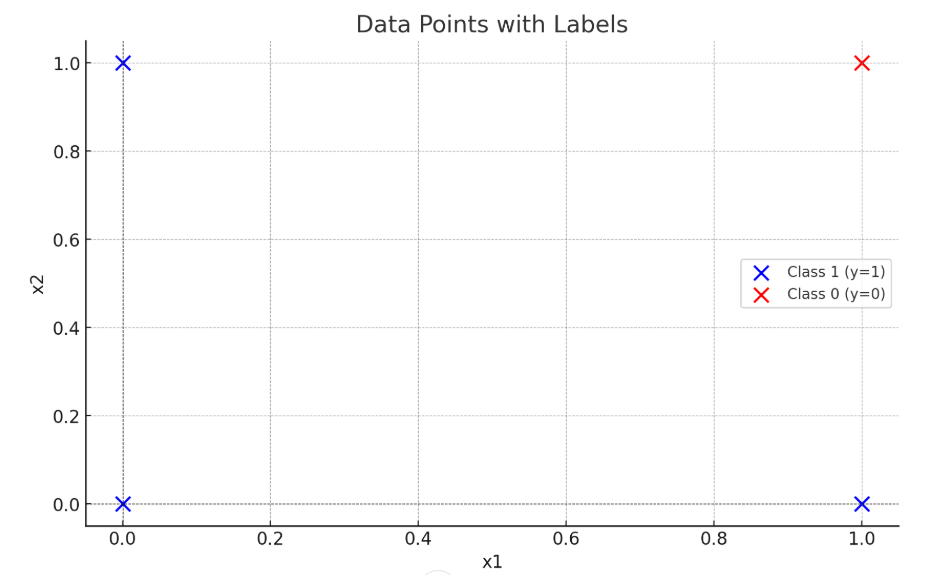 Data Points with Labels
1.0
0.8
0.6
0.4
0.2
0.0
x2
Class 1 (y=1)
Class 0 (y=0)
0.0 0.2 0.4 0.6 0.8 1.0
x1